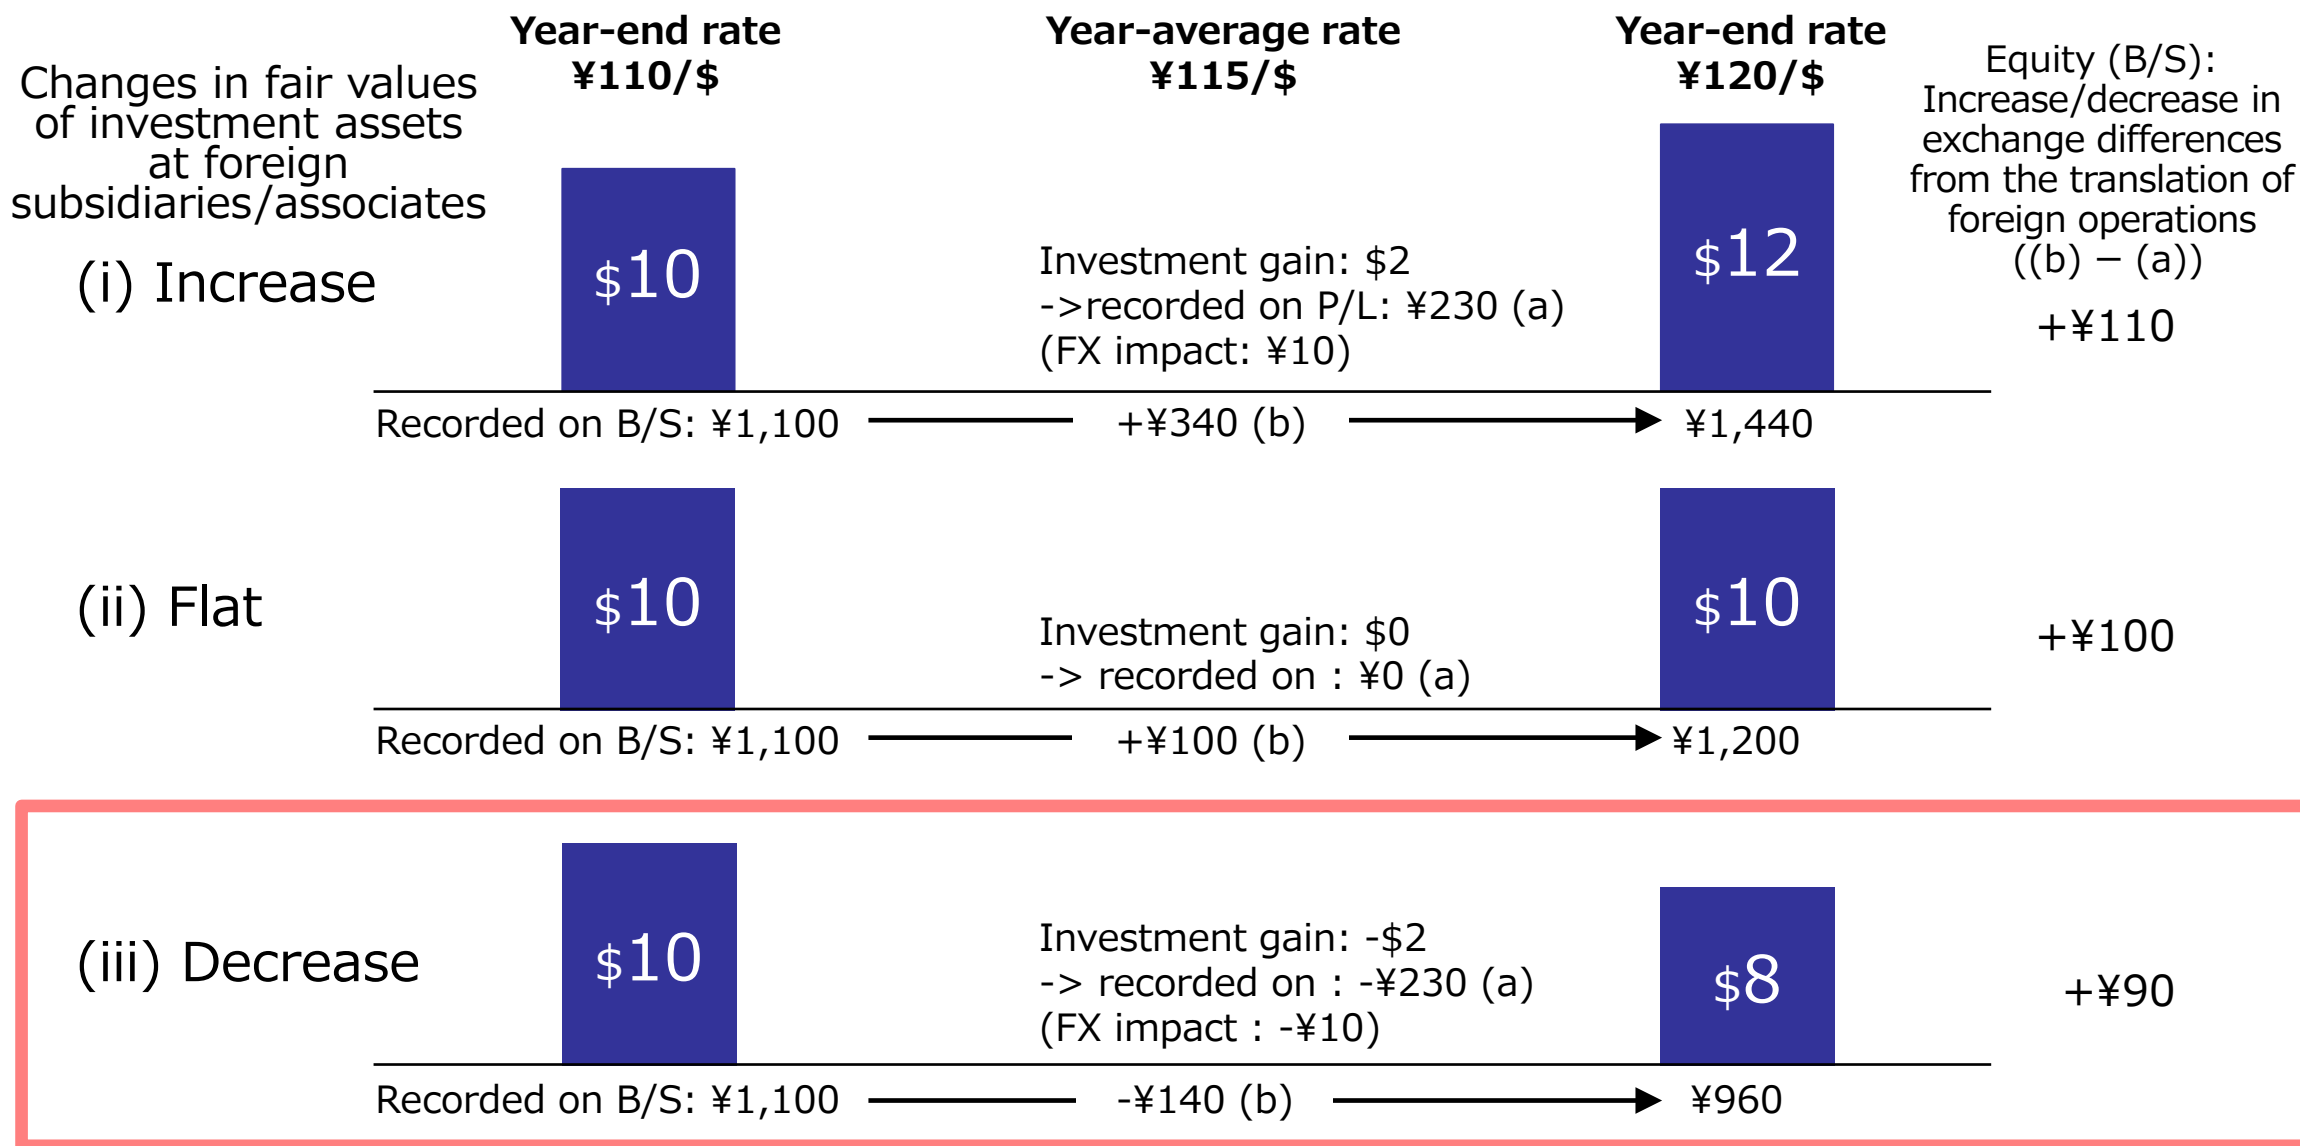 Year-end rate
¥110/$
Year-average rate
¥115/$
Year-end rate
¥120/$
Changes in fair values
of investment assets
at foreign
subsidiaries/associates
Equity (B/S):
Increase/decrease in
exchange differences
from the translation of
foreign operations
((b) − (a))
(i) Increase
$10
Investment gain: $2
->recorded on P/L: ¥230 (a)
(FX impact: ¥10)
$12
+¥110
Recorded on B/S: ¥1,100
+¥340 (b)
¥1,440
(ii) Flat
$10
Investment gain: $0
-> recorded on : ¥0 (a)
$10
+¥100
Recorded on B/S: ¥1,100
+¥100 (b)
¥1,200
(iii) Decrease
$10
Investment gain: -$2
-> recorded on : -¥230 (a)
(FX impact : -¥10)
$8
+¥90
Recorded on B/S: ¥1,100
-¥140 (b)
¥960